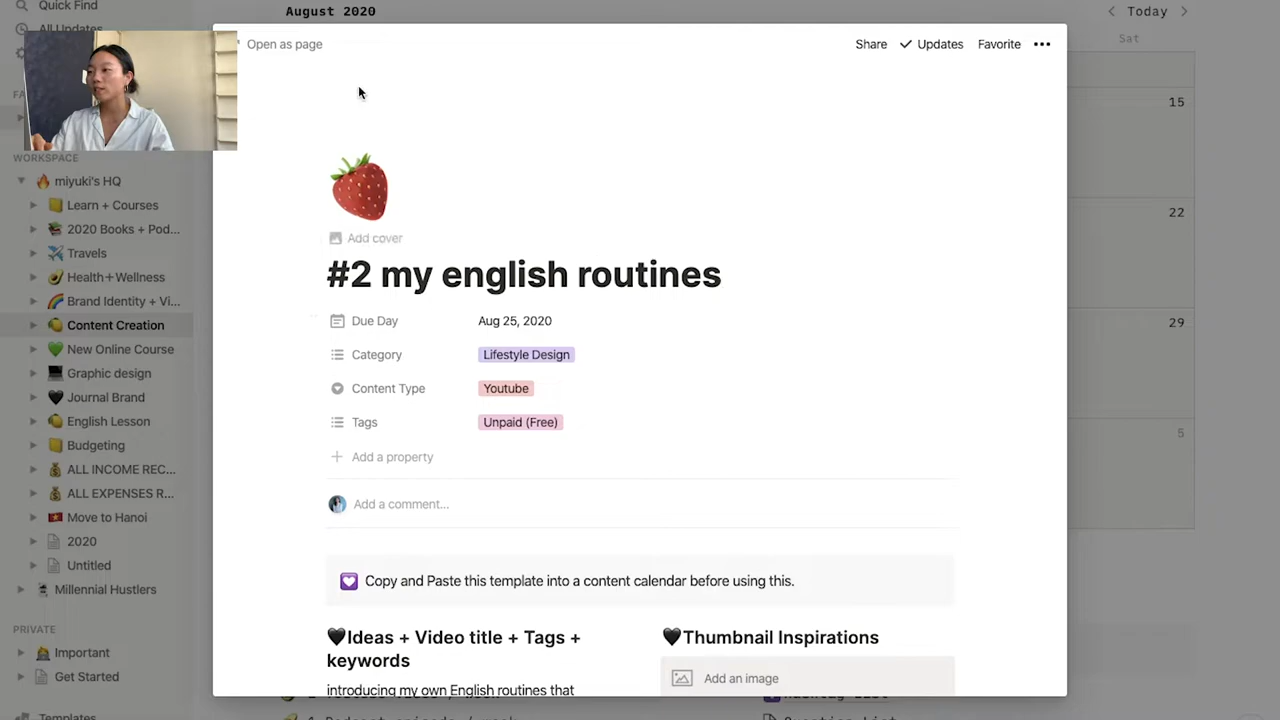 Quick Find
August 2020
Today
All Updates
Open as page
Share
Updates
Favorite
Sat
FA
15
WORKSPACE
miyuki's HQ
Learn + Courses
22
2020 Books + Pod...
Add cover
Travels
#2 my english routines
Health+Wellness
Brand Identity + Vi...
Due Day
Aug 25, 2020
29
Content Creation
New Online Course
Category
Lifestyle Design
Graphic design
Content Type
Youtube
Journal Brand
English Lesson
Tags
Unpaid (Free)
5
Budgeting
Add a property
ALL INCOME REC...
ALL EXPENSES R...
Add a comment...
Move to Hanoi
2020
Untitled
Copy and Paste this template into a content calendar before using this.
Millennial Hustlers
PRIVATE
Ideas + Video title + Tags +
keywords
Thumbnail Inspirations
Important
Get Started
Add an image
introducing my own English routines that
Templates